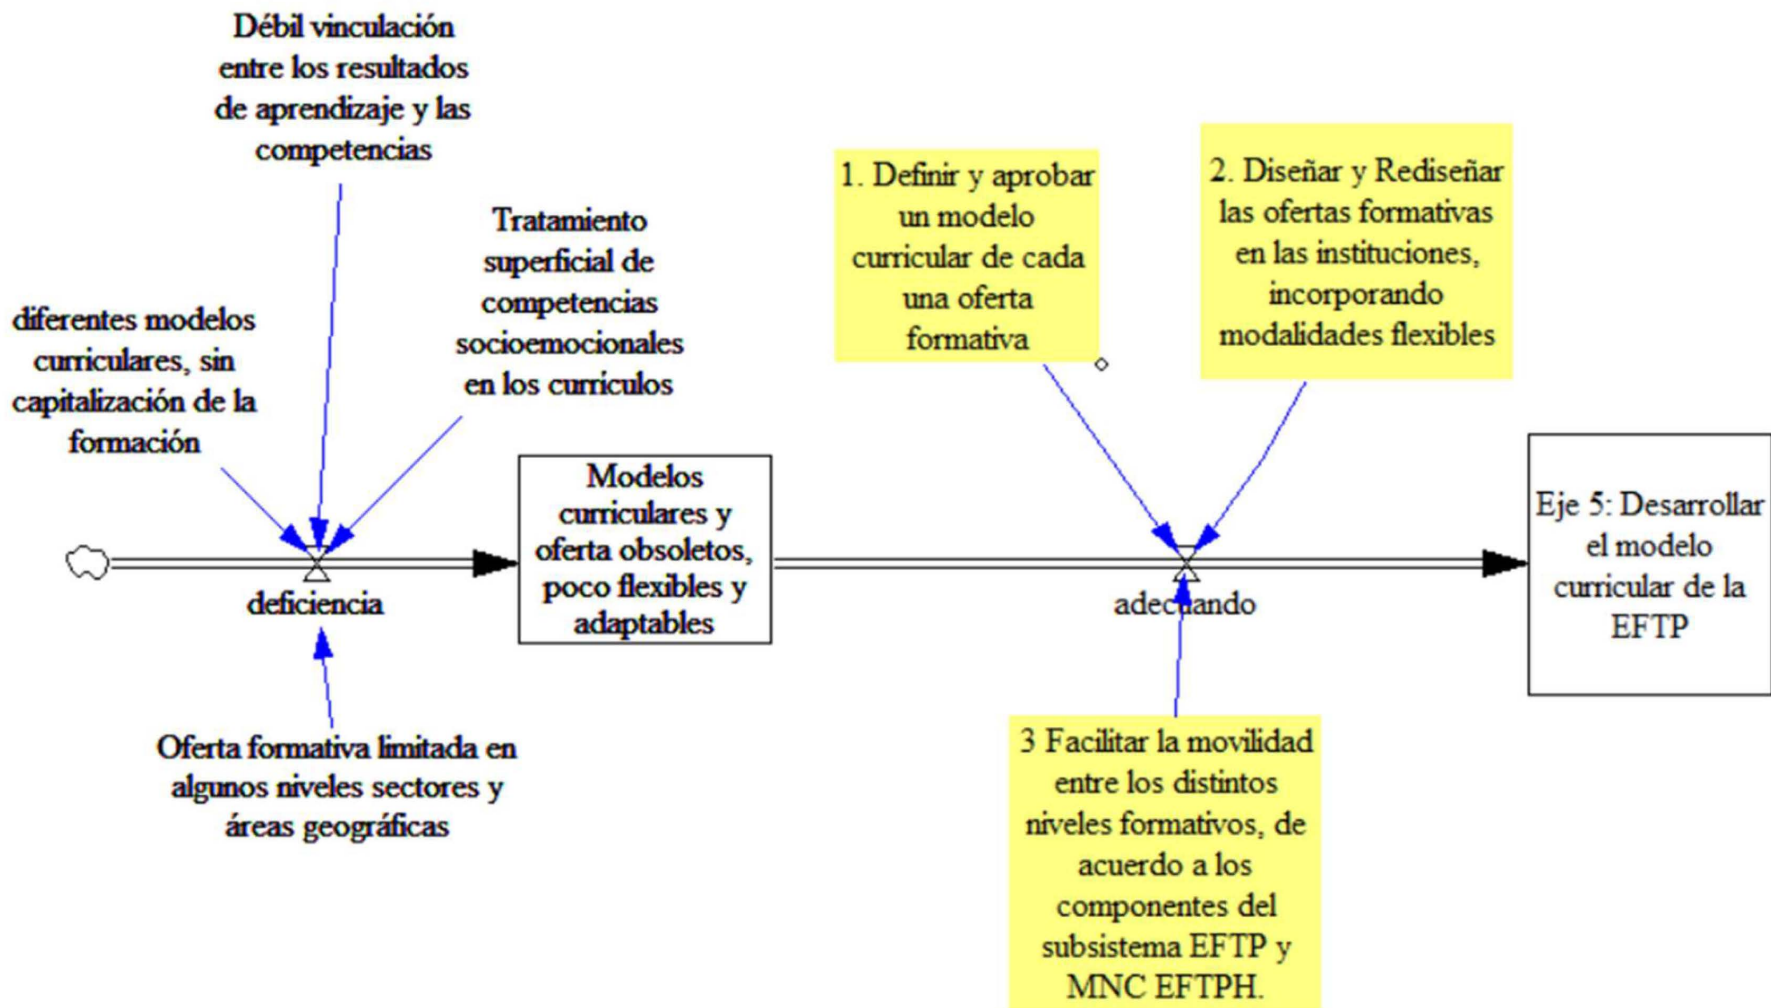 Débil vinculación
entre los resultados
de aprendizaje y las
competencias
Tratamiento
superficial de
competencias
socioemocionales
en los currículos
diferentes modelos
curriculares, sin
capitalización de la
formación
1. Definir y aprobar
un modelo
curricular de cada
una oferta
formativa
2. Diseñar y Rediseñar
las ofertas formativas
en las instituciones,
incorporando
modalidades flexibles
Modelos
curriculares y
oferta obsoletos,
poco flexibles y
adaptables
Eje 5: Desarrollar
el modelo
curricular de la
EFTP
deficiencia
adecuando
Oferta formativa limitada en
algunos niveles sectores y
áreas geográficas
3 Facilitar la movilidad
entre los distintos
niveles formativos, de
acuerdo a los
componentes del
subsistema EFTP y
MNC EFTPH.